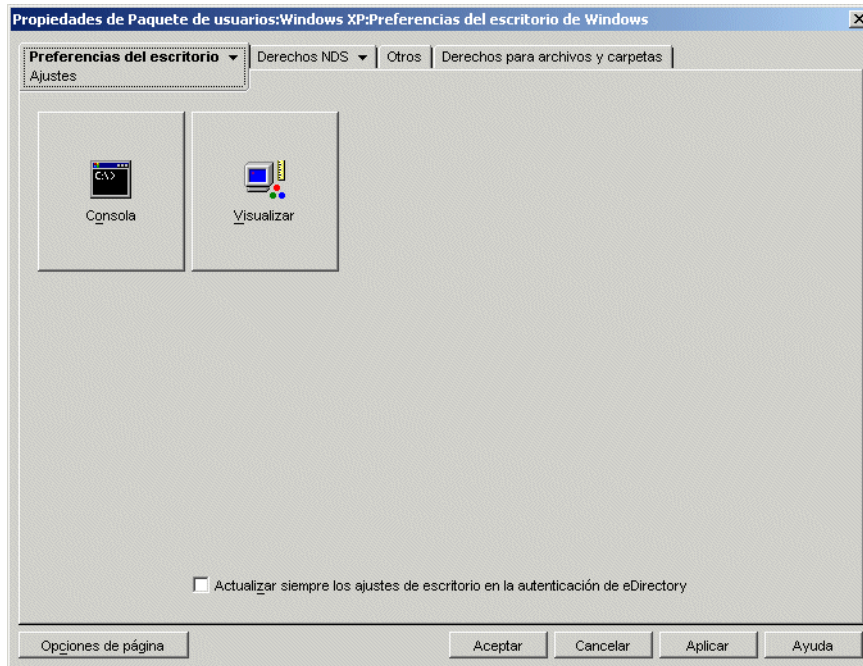 Propiedades de Paquete de usuarios:Windows XP:Preferencias del escritorio de Windows
Preferencias del escritorio Derechos NDS Otros Derechos para archivos y carpetas
Ajustes
C:\>
Consola Visualizar
Actualizar siempre los ajustes de escritorio en la autenticación de eDirectory
Opciones de página Aceptar Cancelar Aplicar Ayuda